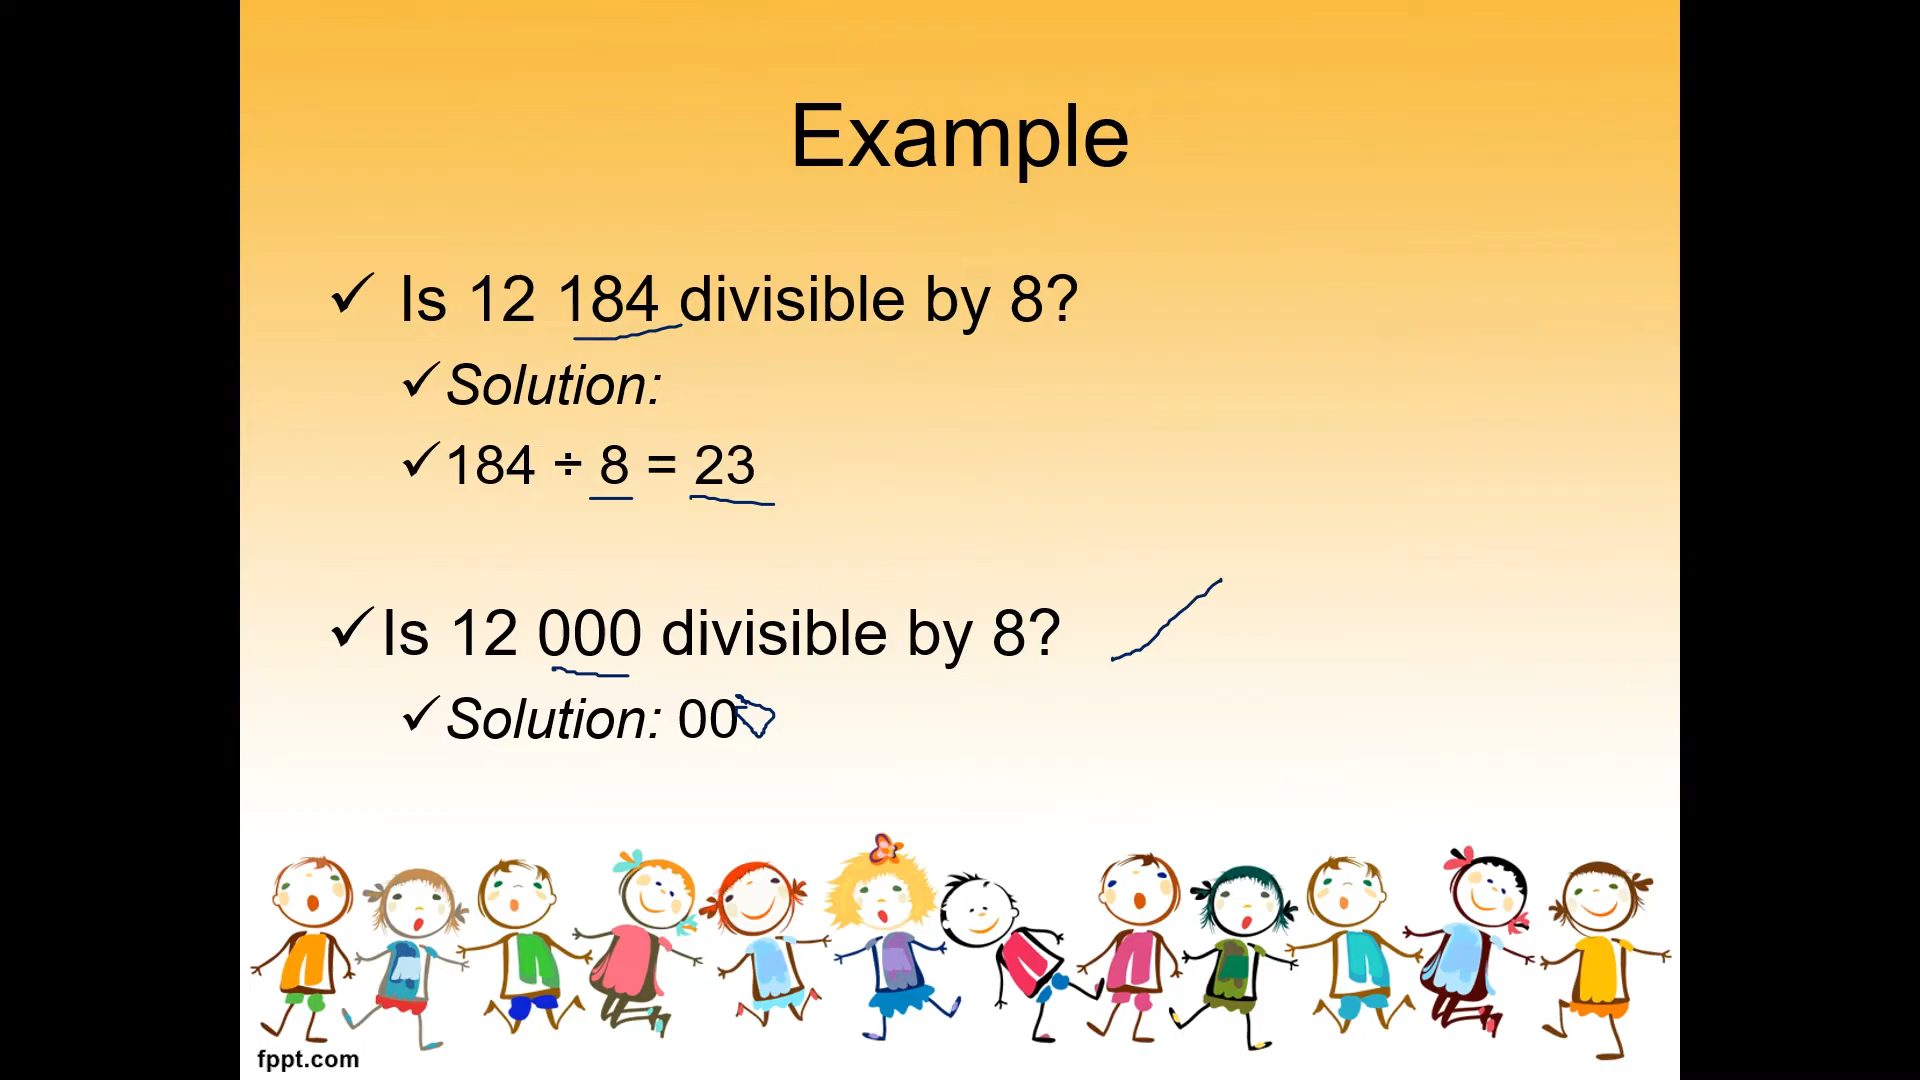 Example
✓ Is 12 184 divisible by 8?
✓ Solution:
✓ 184 ÷ 8 = 23
✓ Is 12 000 divisible by 8?
✓ Solution: 00
fppt.com